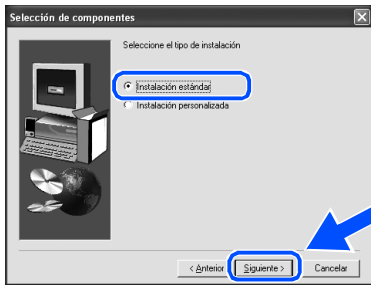 Selección de componentes
Seleccione el tipo de instalación
Instalación estándar
Instalación personalizada
< Anterior
Siguiente >
Cancelar